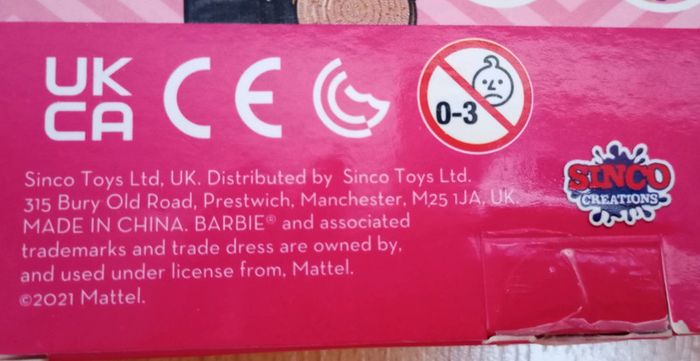 UK
CA
CE
0-3
Sinco Toys Ltd, UK. Distributed by Sinco Toys Ltd.
315 Bury Old Road, Prestwich, Manchester, M25 1JA, UK.
MADE IN CHINA. BARBIE® and associated
trademarks and trade dress are owned by,
and used under license from, Mattel.
©2021 Mattel.
SINCO
CREATIONS